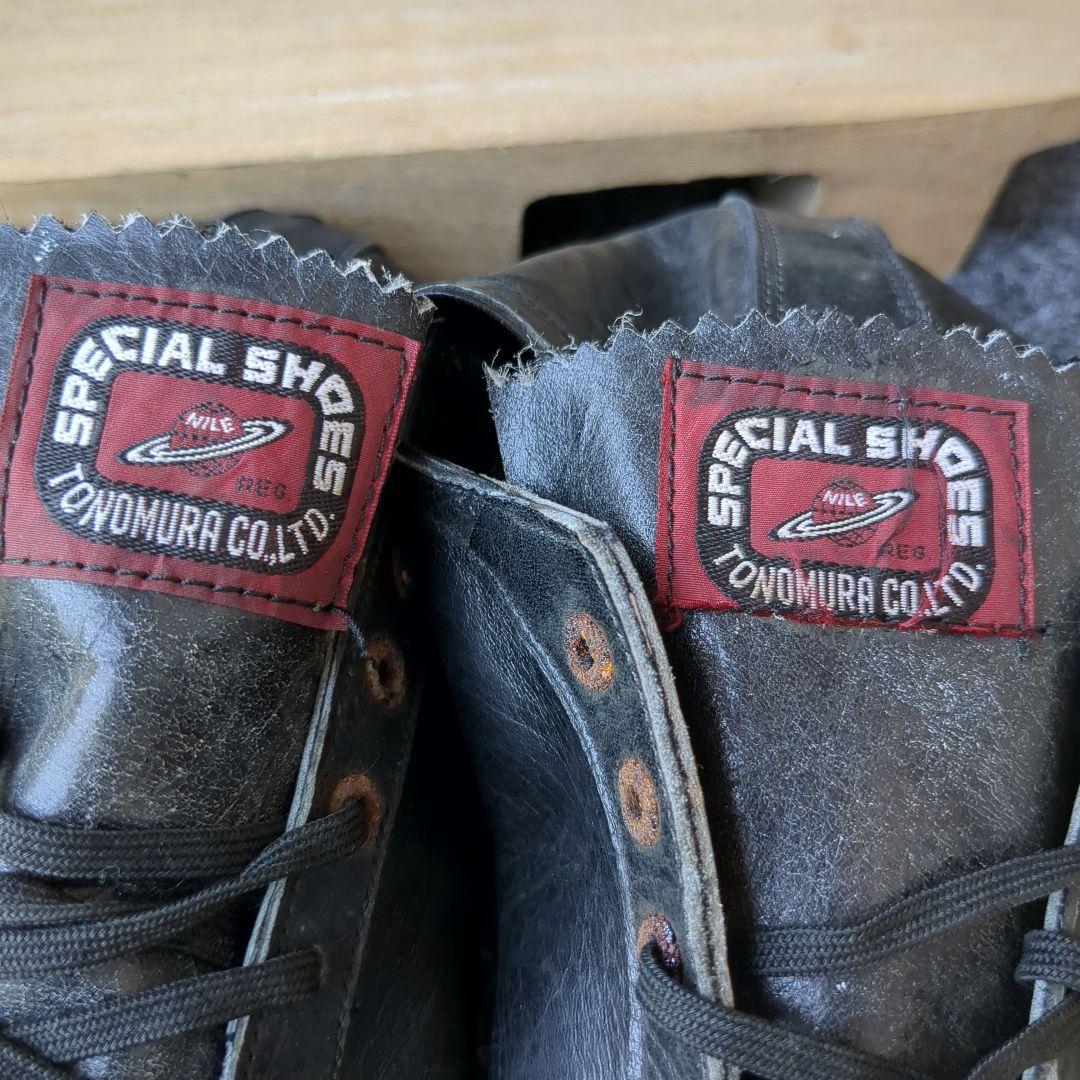 SPECIAL SHOES
NILE
REG
TONOMURA CO.,LTD.
SPECIAL SHOES
NILE
REG
TONOMURA CO.,LTD.